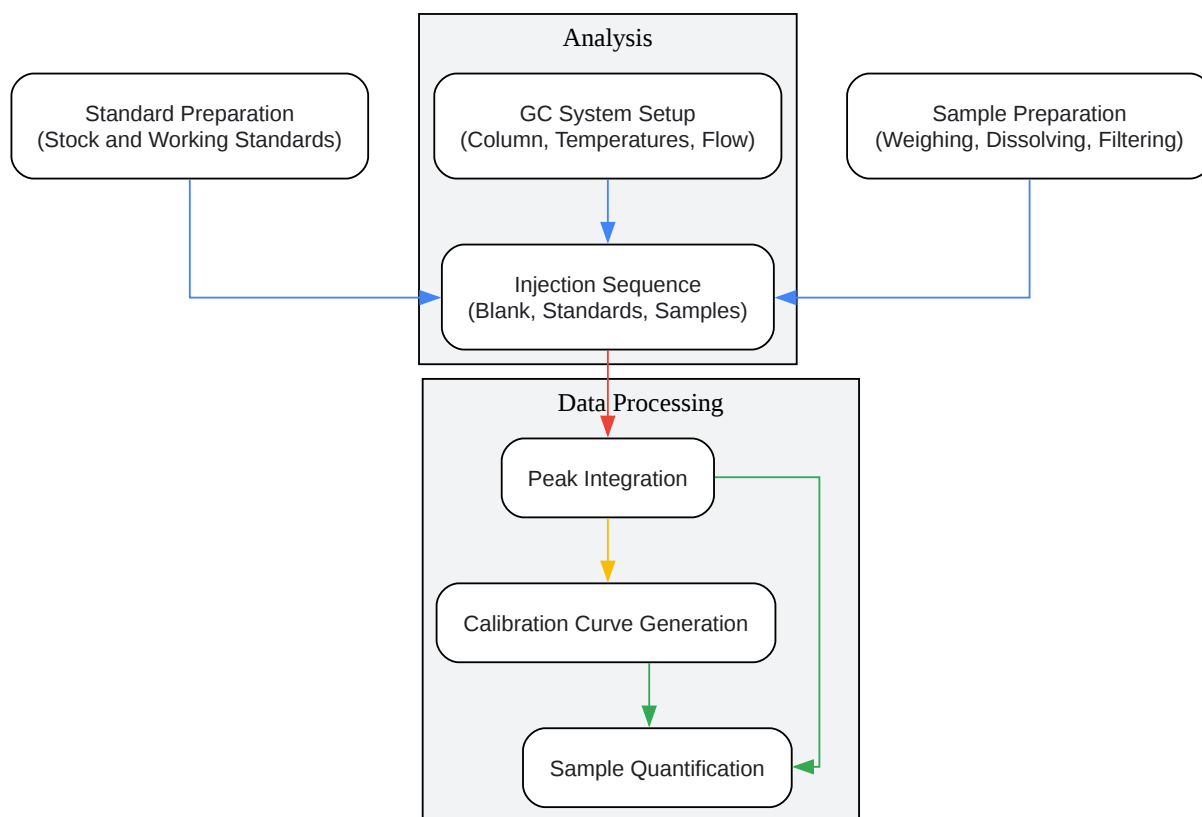 Analysis
Standard Preparation
(Stock and Working Standards)
GC System Setup
(Column, Temperatures, Flow)
Sample Preparation
(Weighing, Dissolving, Filtering)
Injection Sequence
(Blank, Standards, Samples)
Data Processing
Peak Integration
Calibration Curve Generation
Sample Quantification